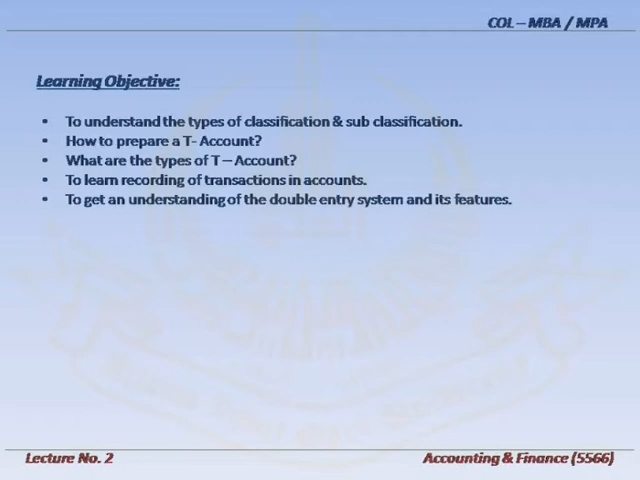 COL – MBA / MPA
Learning Objective:
• To understand the types of classification & sub classification.
• How to prepare a T- Account?
• What are the types of T – Account?
• To learn recording of transactions in accounts.
• To get an understanding of the double entry system and its features.
Lecture No. 2
Accounting & Finance (5566)